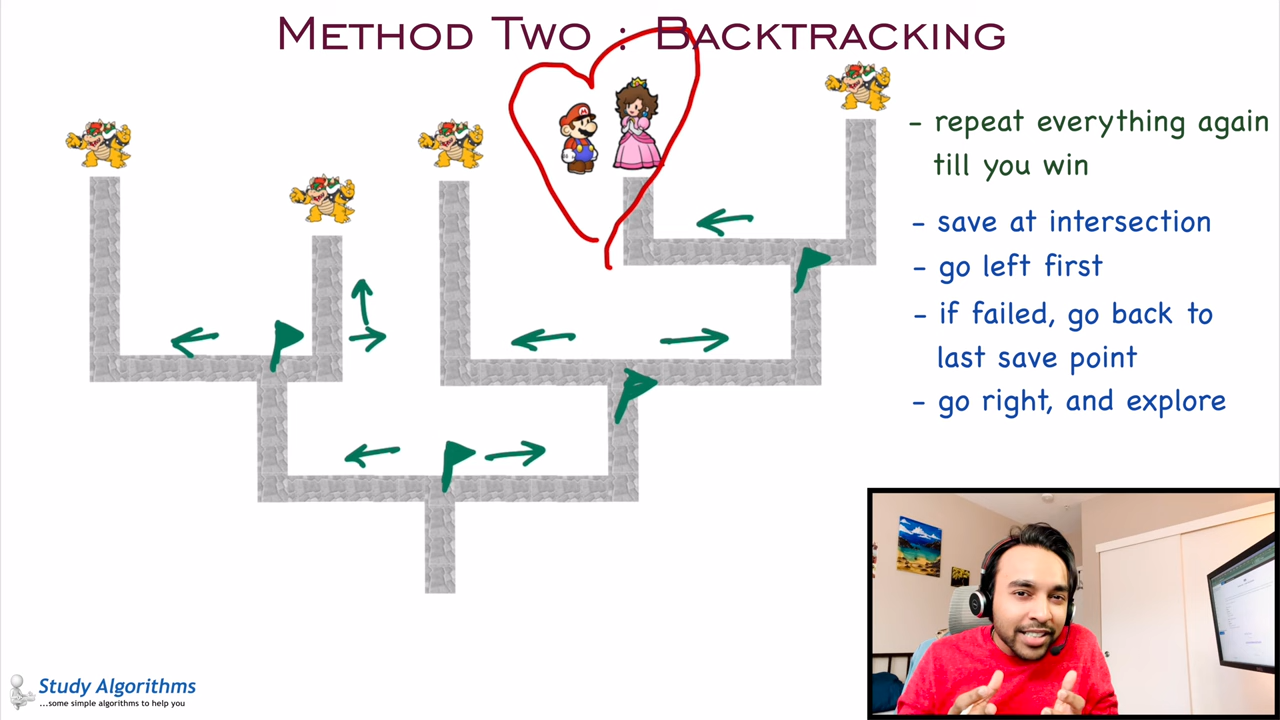 Method Two : Backtracking
- repeat everything again
till you win
- save at intersection
- go left first
- if failed, go back to
last save point
- go right, and explore
Study Algorithms
...some simple algorithms to help you